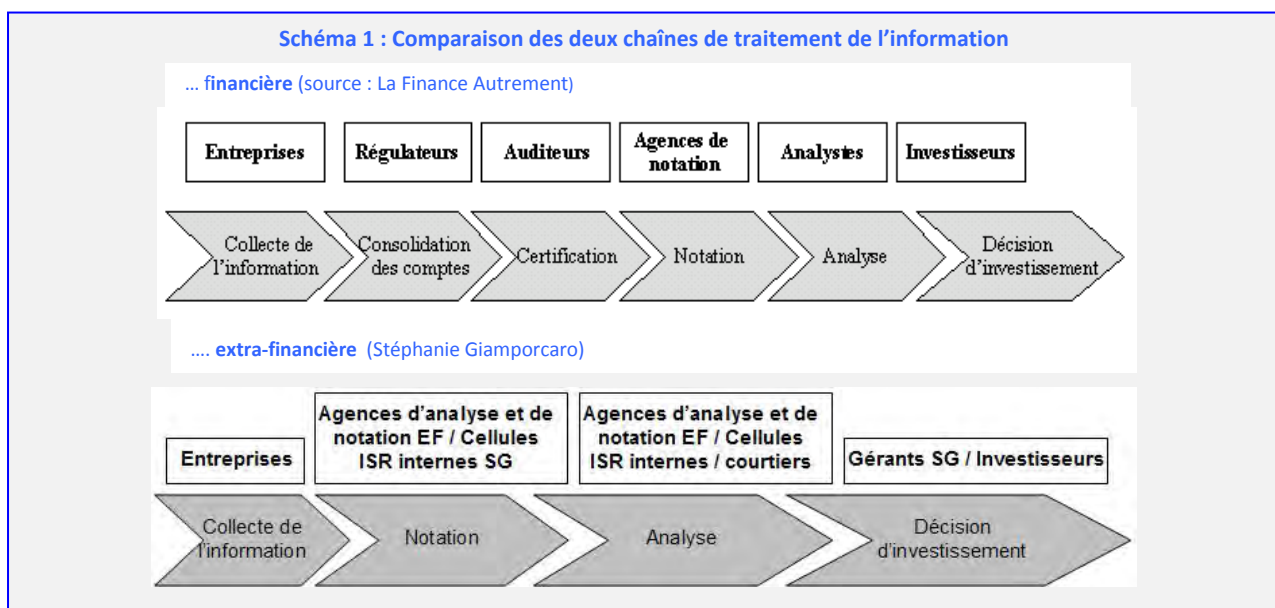 Schéma 1 : Comparaison des deux chaînes de traitement de l’information
... financière (source : La Finance Autrement)
Entreprises
Régulateurs
Auditeurs
Agences de
notation
Analystes
Investisseurs
Collecte de
l'information
Consolidation
des comptes
Certification
Notation
Analyse
Décision
d'investissement
.... extra-financière (Stéphanie Giamporcaro)
Entreprises
Agences d'analyse et de
notation EF / Cellules
ISR internes SG
Agences d'analyse et de
notation EF / Cellules
ISR internes / courtiers
Gérants SG / Investisseurs
Collecte de
l'information
Notation
Analyse
Décision
d'investissement